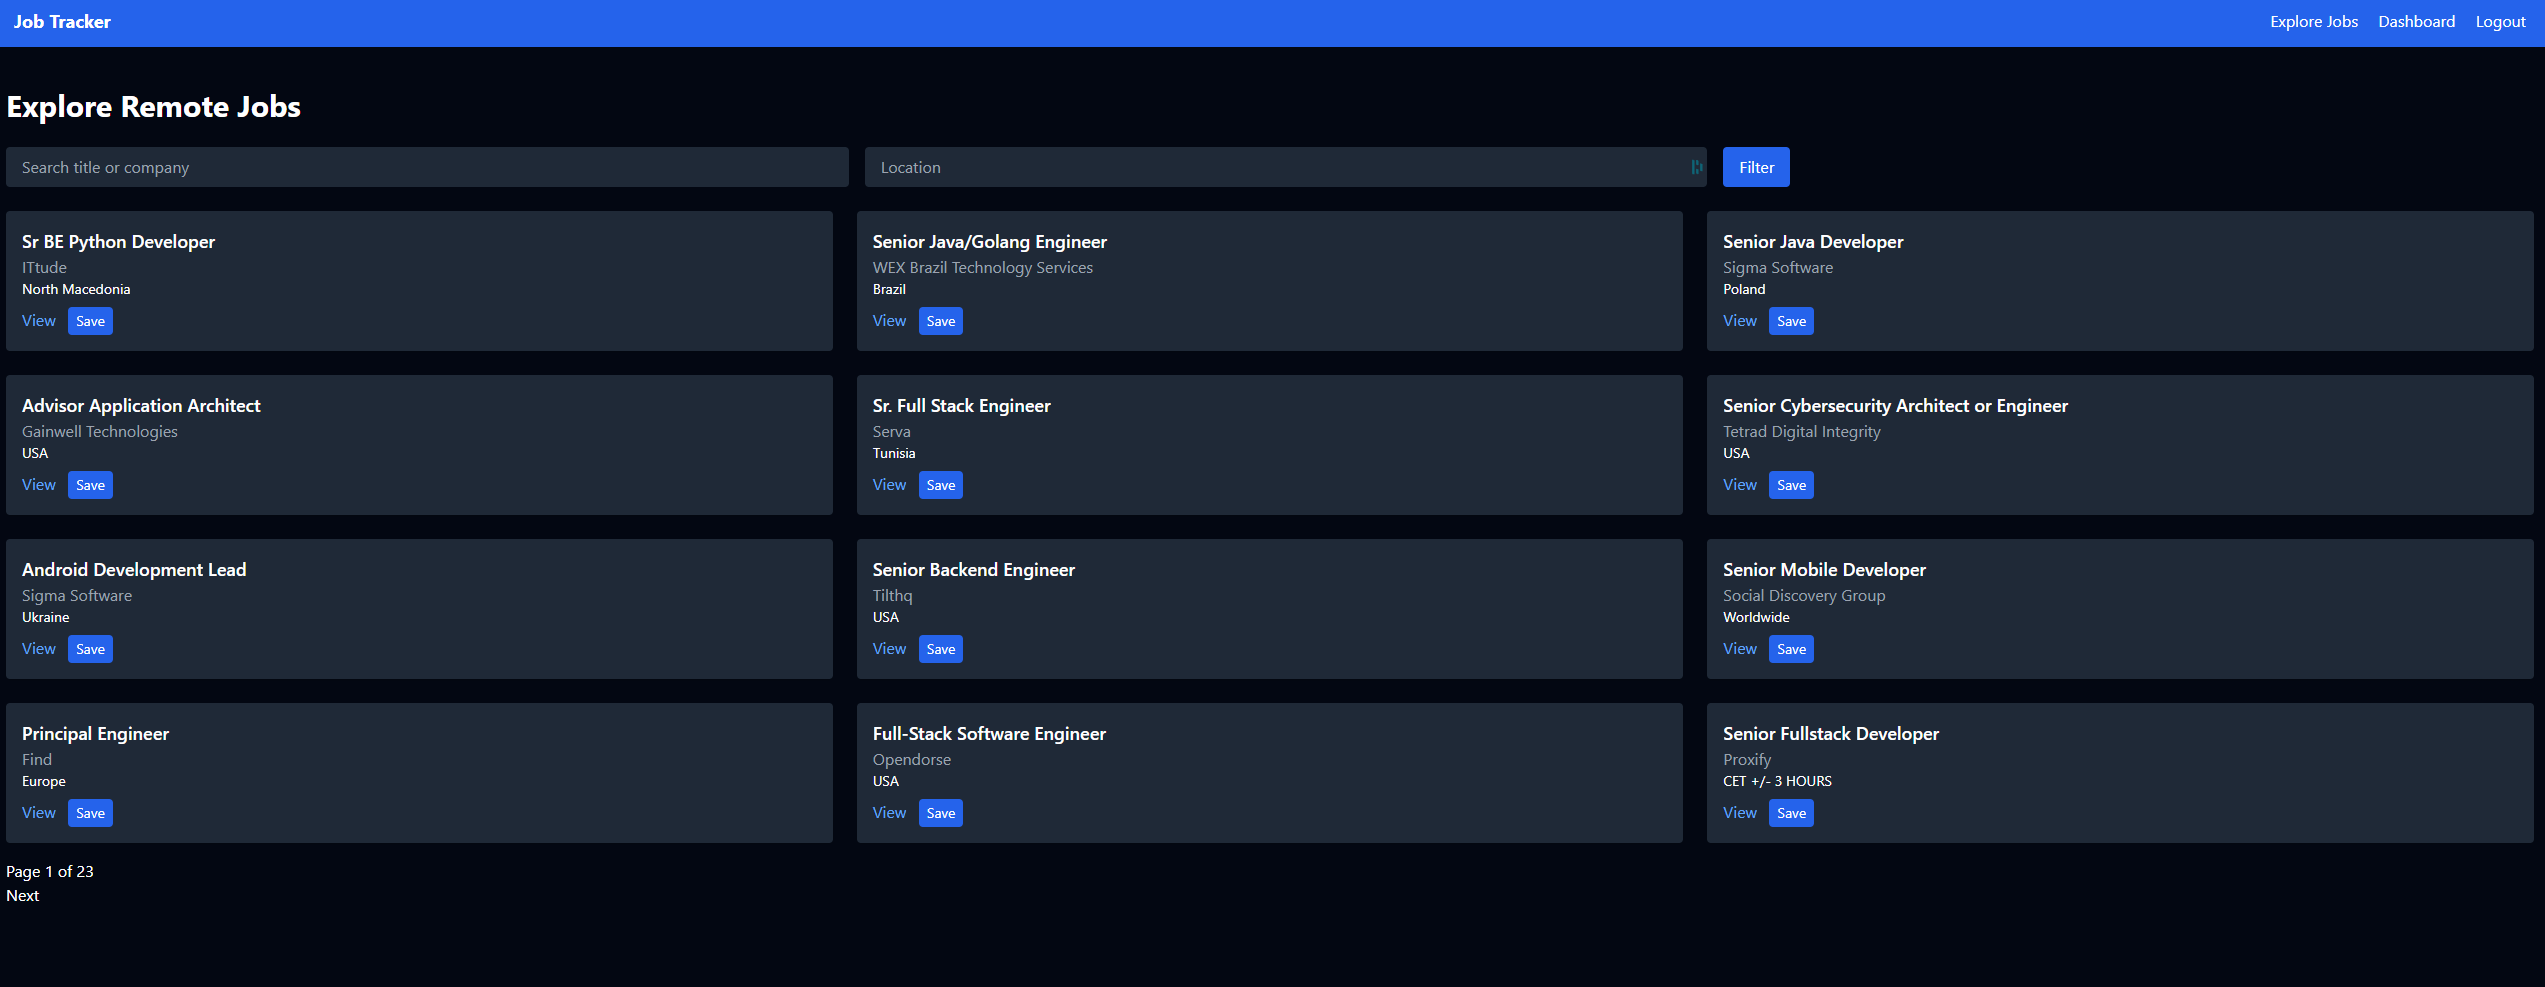 Job Tracker
Explore Jobs Dashboard Logout
Explore Remote Jobs
Search title or company
Location
Filter
Sr BE Python Developer
ITtude
North Macedonia
View Save
Senior Java/Golang Engineer
WEX Brazil Technology Services
Brazil
View Save
Senior Java Developer
Sigma Software
Poland
View Save
Advisor Application Architect
Gainwell Technologies
USA
View Save
Sr. Full Stack Engineer
Serva
Tunisia
View Save
Senior Cybersecurity Architect or Engineer
Tetrad Digital Integrity
USA
View Save
Android Development Lead
Sigma Software
Ukraine
View Save
Senior Backend Engineer
Tilthq
USA
View Save
Senior Mobile Developer
Social Discovery Group
Worldwide
View Save
Principal Engineer
Find
Europe
View Save
Full-Stack Software Engineer
Opendorse
USA
View Save
Senior Fullstack Developer
Proxify
CET +/- 3 HOURS
View Save
Page 1 of 23
Next